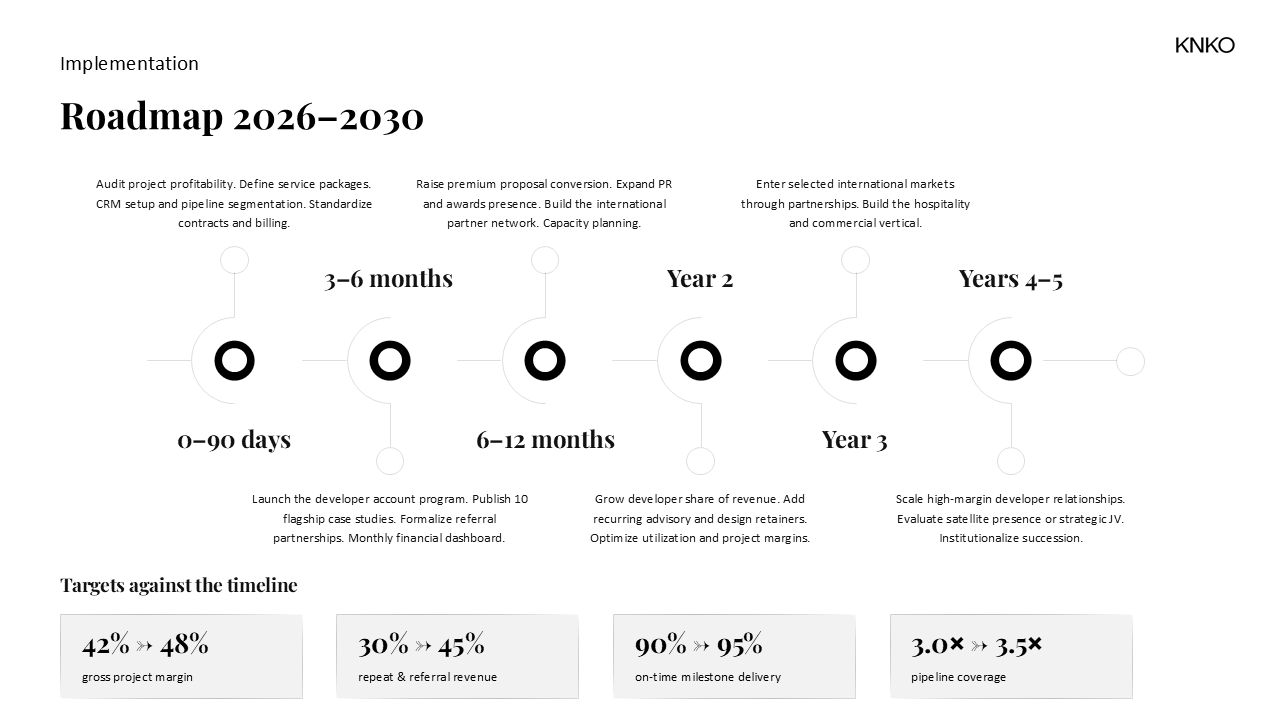 KNKO
Implementation
Roadmap 2026–2030
Audit project profitability. Define service packages.
CRM setup and pipeline segmentation. Standardize
contracts and billing.
Raise premium proposal conversion. Expand PR
and awards presence. Build the international
partner network. Capacity planning.
Enter selected international markets
through partnerships. Build the hospitality
and commercial vertical.
3–6 months
Year 2
Years 4–5
0–90 days
6–12 months
Year 3
Launch the developer account program. Publish 10
flagship case studies. Formalize referral
partnerships. Monthly financial dashboard.
Grow developer share of revenue. Add
recurring advisory and design retainers.
Optimize utilization and project margins.
Scale high-margin developer relationships.
Evaluate satellite presence or strategic JV.
Institutionalize succession.
Targets against the timeline
42% ➳ 48%
gross project margin
30% ➳ 45%
repeat & referral revenue
90% ➳ 95%
on-time milestone delivery
3.0× ➳ 3.5×
pipeline coverage